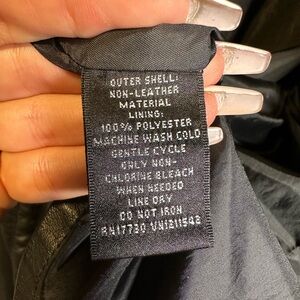 OUTER SHELL:
NON-LEATHER
MATERIAL
LINING:
100% POLYESTER
MACHINE WASH COLD
GENTLE CYCLE
ONLY NON-
CHLORINE BLEACH
WHEN NEEDED
LINE DRY
DO NOT IRON
RN17730 VN1211542